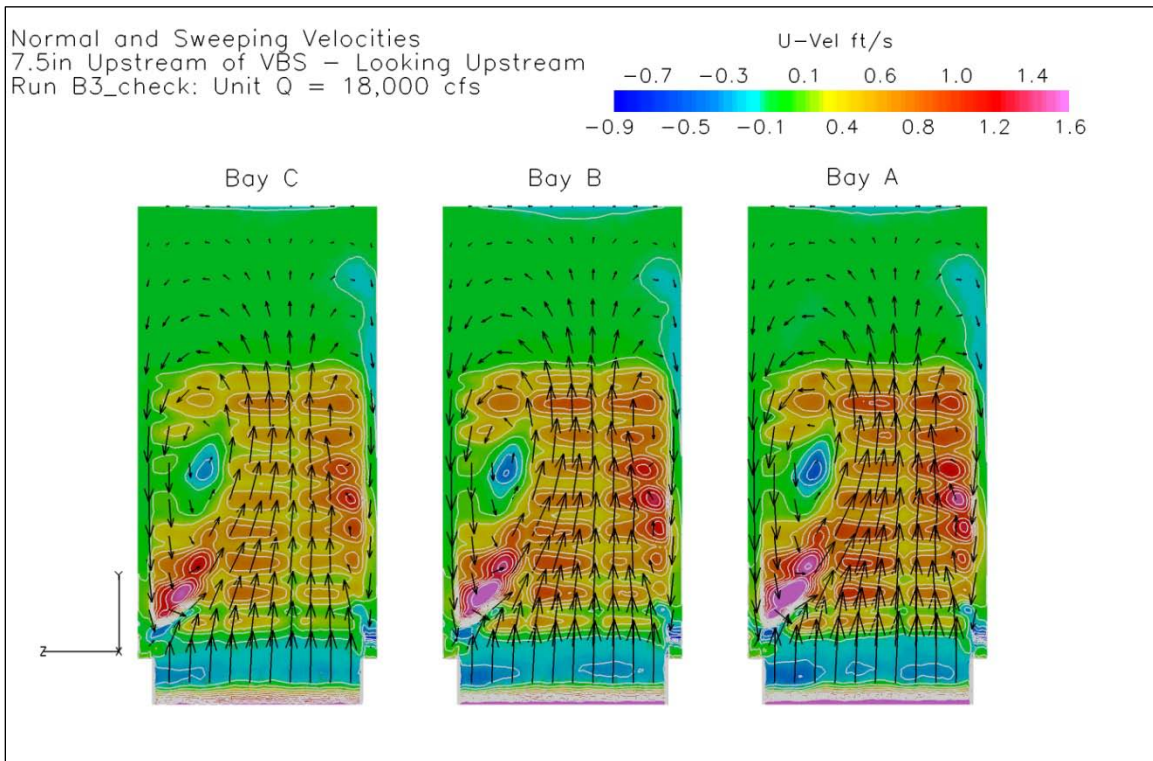 Normal and Sweeping Velocities
7.5in Upstream of VBS – Looking Upstream
Run B3_check: Unit Q = 18,000 cfs
U-Vel ft/s
-0.7 -0.3 0.1 0.6 1.0 1.4
-0.9 -0.5 -0.1 0.4 0.8 1.2 1.6
Bay C Bay B Bay A
Y
Z X